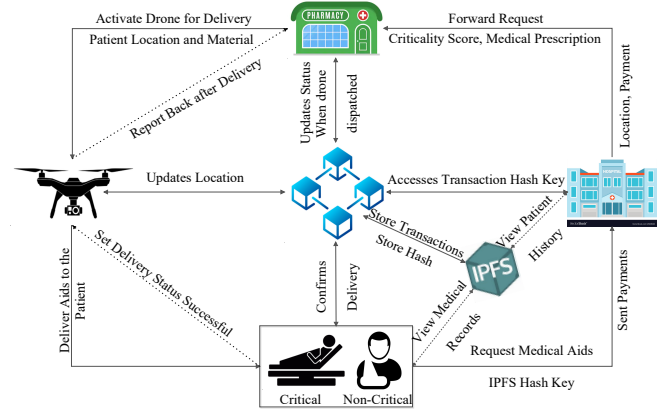 Activate Drone for Delivery
Patient Location and Material
PHARMACY
Forward Request
Criticality Score, Medical Prescription
Report Back after Delivery
Updates Status
When drone
dispatched
Location, Payment
Updates Location
Accesses Transaction Hash Key
HOSPITAL
Store Transactions
Store Hash
View Patient
History
IPFS
Set Delivery Status Successful
Deliver Aids to the
Patient
Confirms
Delivery
View Medical
Records
Sent Payments
Request Medical Aids
IPFS Hash Key
Critical
Non-Critical